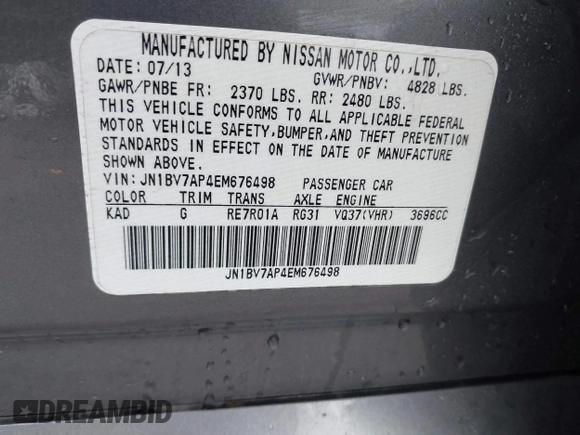 MANUFACTURED BY NISSAN MOTOR CO.,LTD.
DATE: 07/13 GVWR/PNBV: 4828 LBS.
GAWR/PNBE FR: 2370 LBS. RR: 2480 LBS.
THIS VEHICLE CONFORMS TO ALL APPLICABLE FEDERAL
MOTOR VEHICLE SAFETY, BUMPER, AND THEFT PREVENTION
STANDARDS IN EFFECT ON THE DATE OF MANUFACTURE
SHOWN ABOVE.
VIN: JN1BV7AP4EM676498 PASSENGER CAR
COLOR TRIM TRANS AXLE ENGINE
KAD G RE7R01A RG31 VQ37(VHR) 3696CC
JN1BV7AP4EM676498
DREAMBID